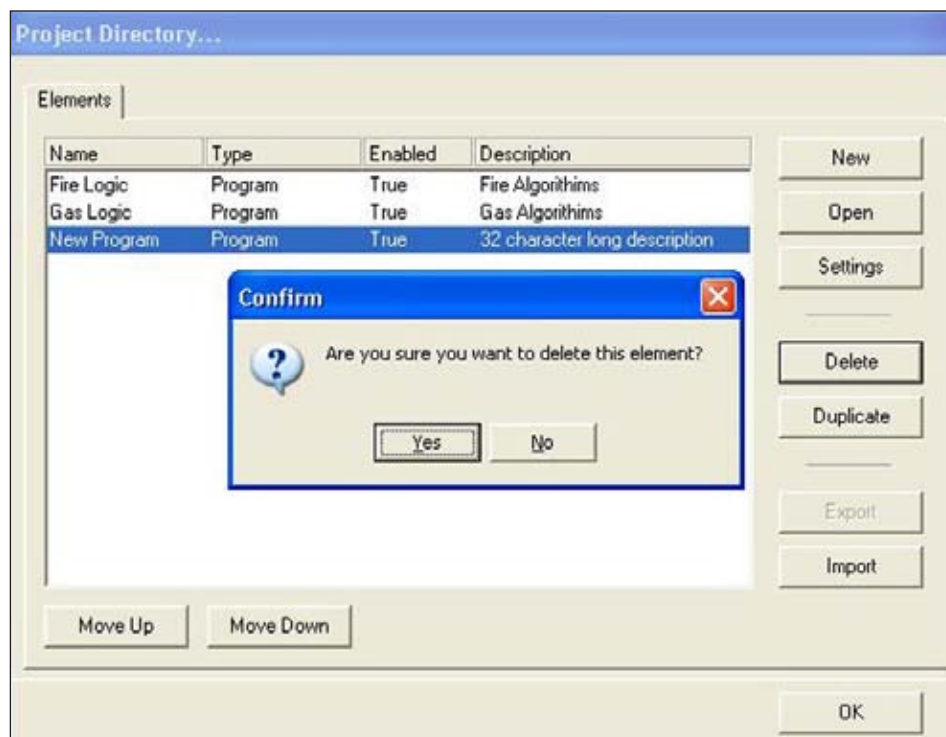 Project Directory...
Elements
Name Type Enabled Description
Fire Logic Program True Fire Algorithims
Gas Logic Program True Gas Algorithims
New Program Program True 32 character long description
Confirm
Are you sure you want to delete this element?
Yes No
New
Open
Settings
Delete
Duplicate
Export
Import
Move Up Move Down
OK